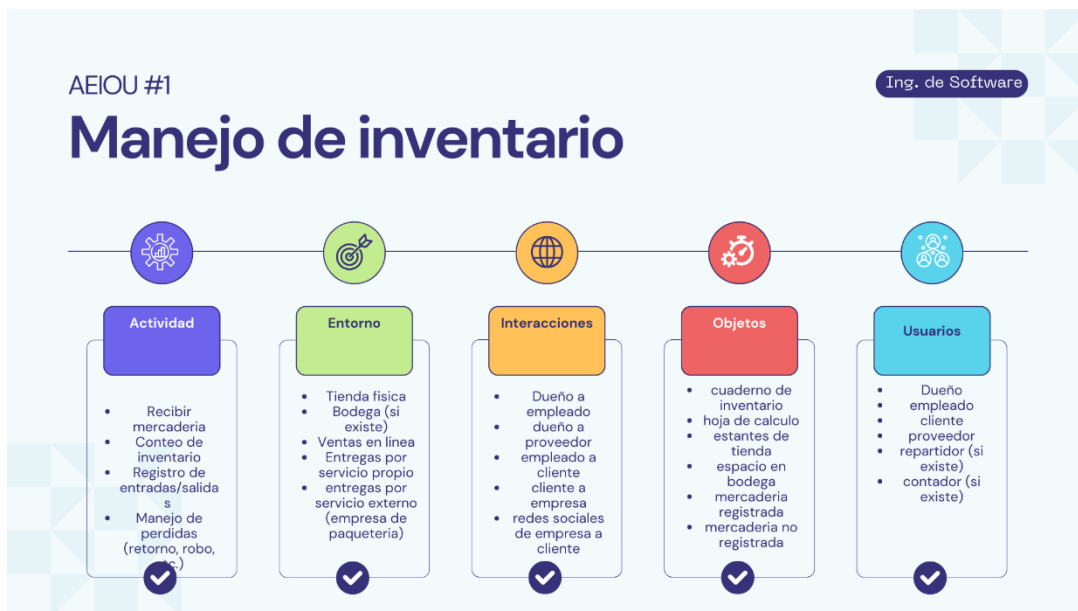 AEIOU #1
Ing. de Software
Manejo de inventario
Actividad
Recibir
mercaderia
Conteo de
inventario
Registro de
entradas/salida
s
Manejo de
perdidas
(retorno, robo,
etc.)
Entorno
Tienda fisica
Bodega (si
existe)
Ventas en linea
Entregas por
servicio propio
entregas por
servicio externo
(empresa de
paqueteria)
Interacciones
Dueño a
empleado
dueño a
proveedor
empleado a
cliente
cliente a
empresa
redes sociales
de empresa a
cliente
Objetos
cuaderno de
inventario
hoja de calculo
estantes de
tienda
espacio en
bodega
mercaderia
registrada
mercaderia no
registrada
Usuarios
Dueño
empleado
cliente
proveedor
repartidor (si
existe)
contador (si
existe)